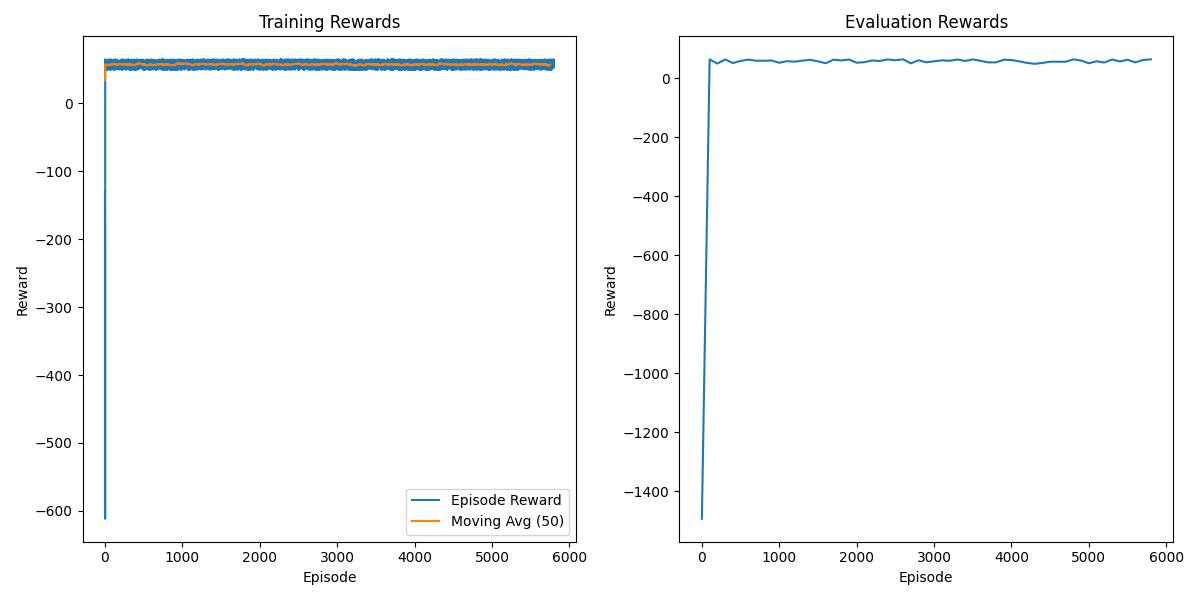 Training Rewards
Reward
0
−100
−200
−300
−400
−500
−600
0 1000 2000 3000 4000 5000 6000
Episode
Episode Reward
Moving Avg (50)
Evaluation Rewards
Reward
0
−200
−400
−600
−800
−1000
−1200
−1400
0 1000 2000 3000 4000 5000 6000
Episode